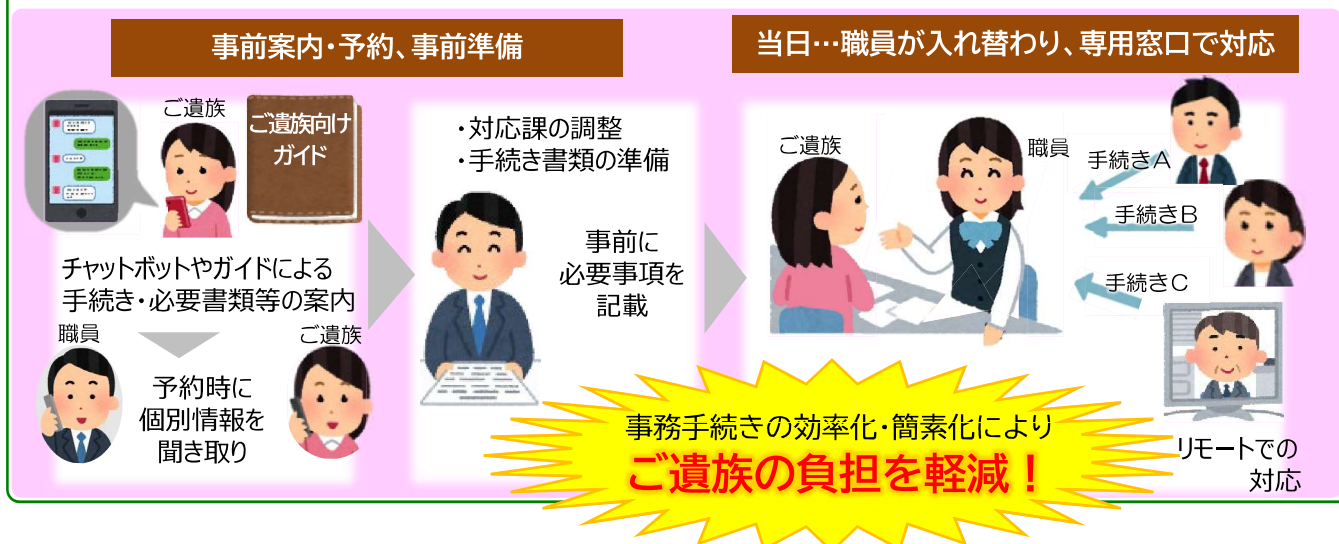 事前案内・予約、事前準備
ご遺族
ご遺族向け
ガイド
チャットボットやガイドによる
手続き・必要書類等の案内
職員
ご遺族
予約時に
個別情報を
聞き取り
・対応課の調整
・手続き書類の準備
事前に
必要事項を
記載
当日…職員が入れ替わり、専用窓口で対応
ご遺族
職員
手続きA
手続きB
手続きC
リモートでの
対応
事務手続きの効率化・簡素化により
ご遺族の負担を軽減！